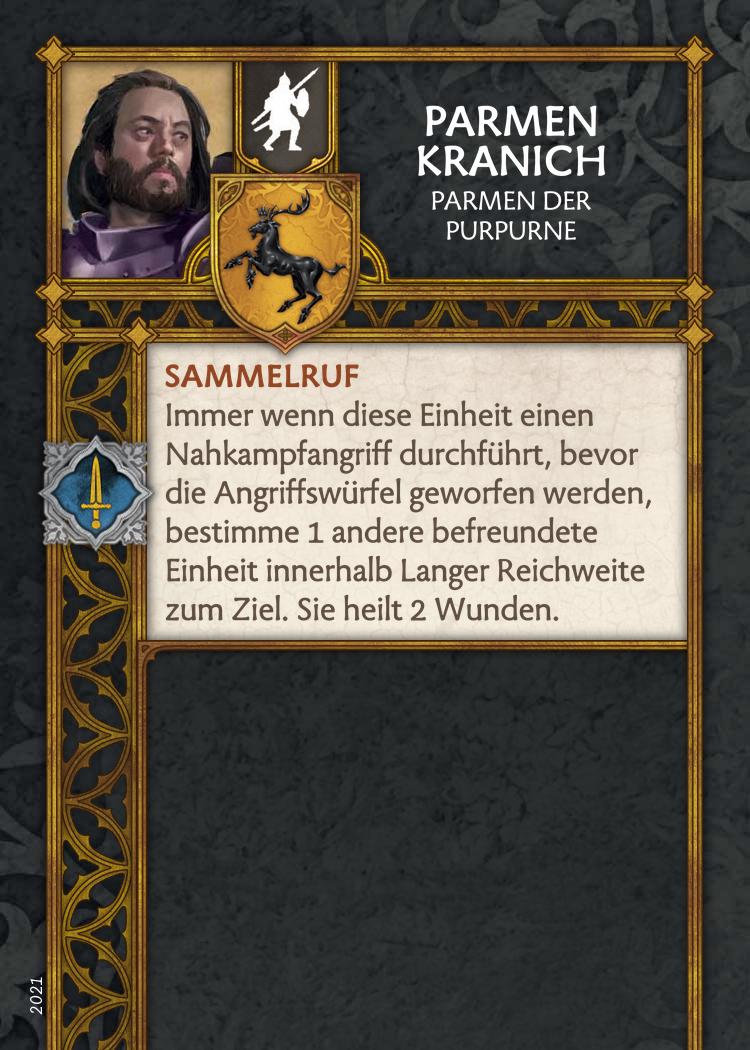 PARMEN
KRANICH
PARMEN DER
PURPURNE
SAMMELRUF
Immer wenn diese Einheit einen
Nahkampfangriff durchführt, bevor
die Angriffswürfel geworfen werden,
bestimme 1 andere befreundete
Einheit innerhalb Langer Reichweite
zum Ziel. Sie heilt 2 Wunden.
2021